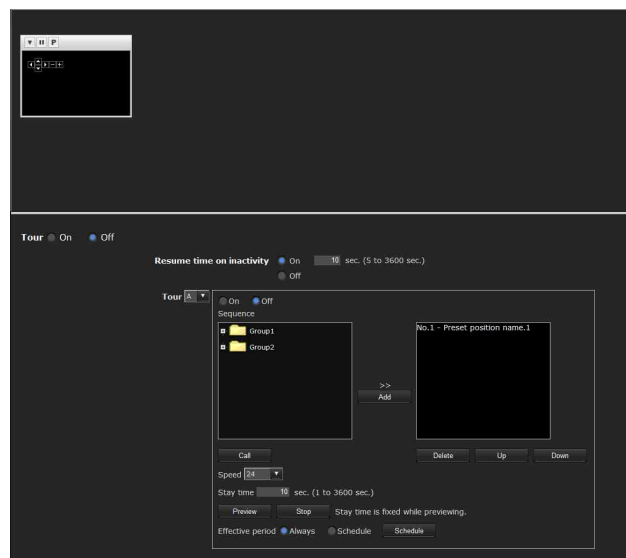 P
Tour On Off
Resume time on inactivity On 10 sec. (5 to 3600 sec.)
Off
Tour A
On Off
Sequence
Group1
Group2
No.1 - Preset position name.1
>>
Add
Call Delete Up Down
Speed 24
Stay time 10 sec. (1 to 3600 sec.)
Preview Stop Stay time is fixed while previewing.
Effective period Always Schedule Schedule